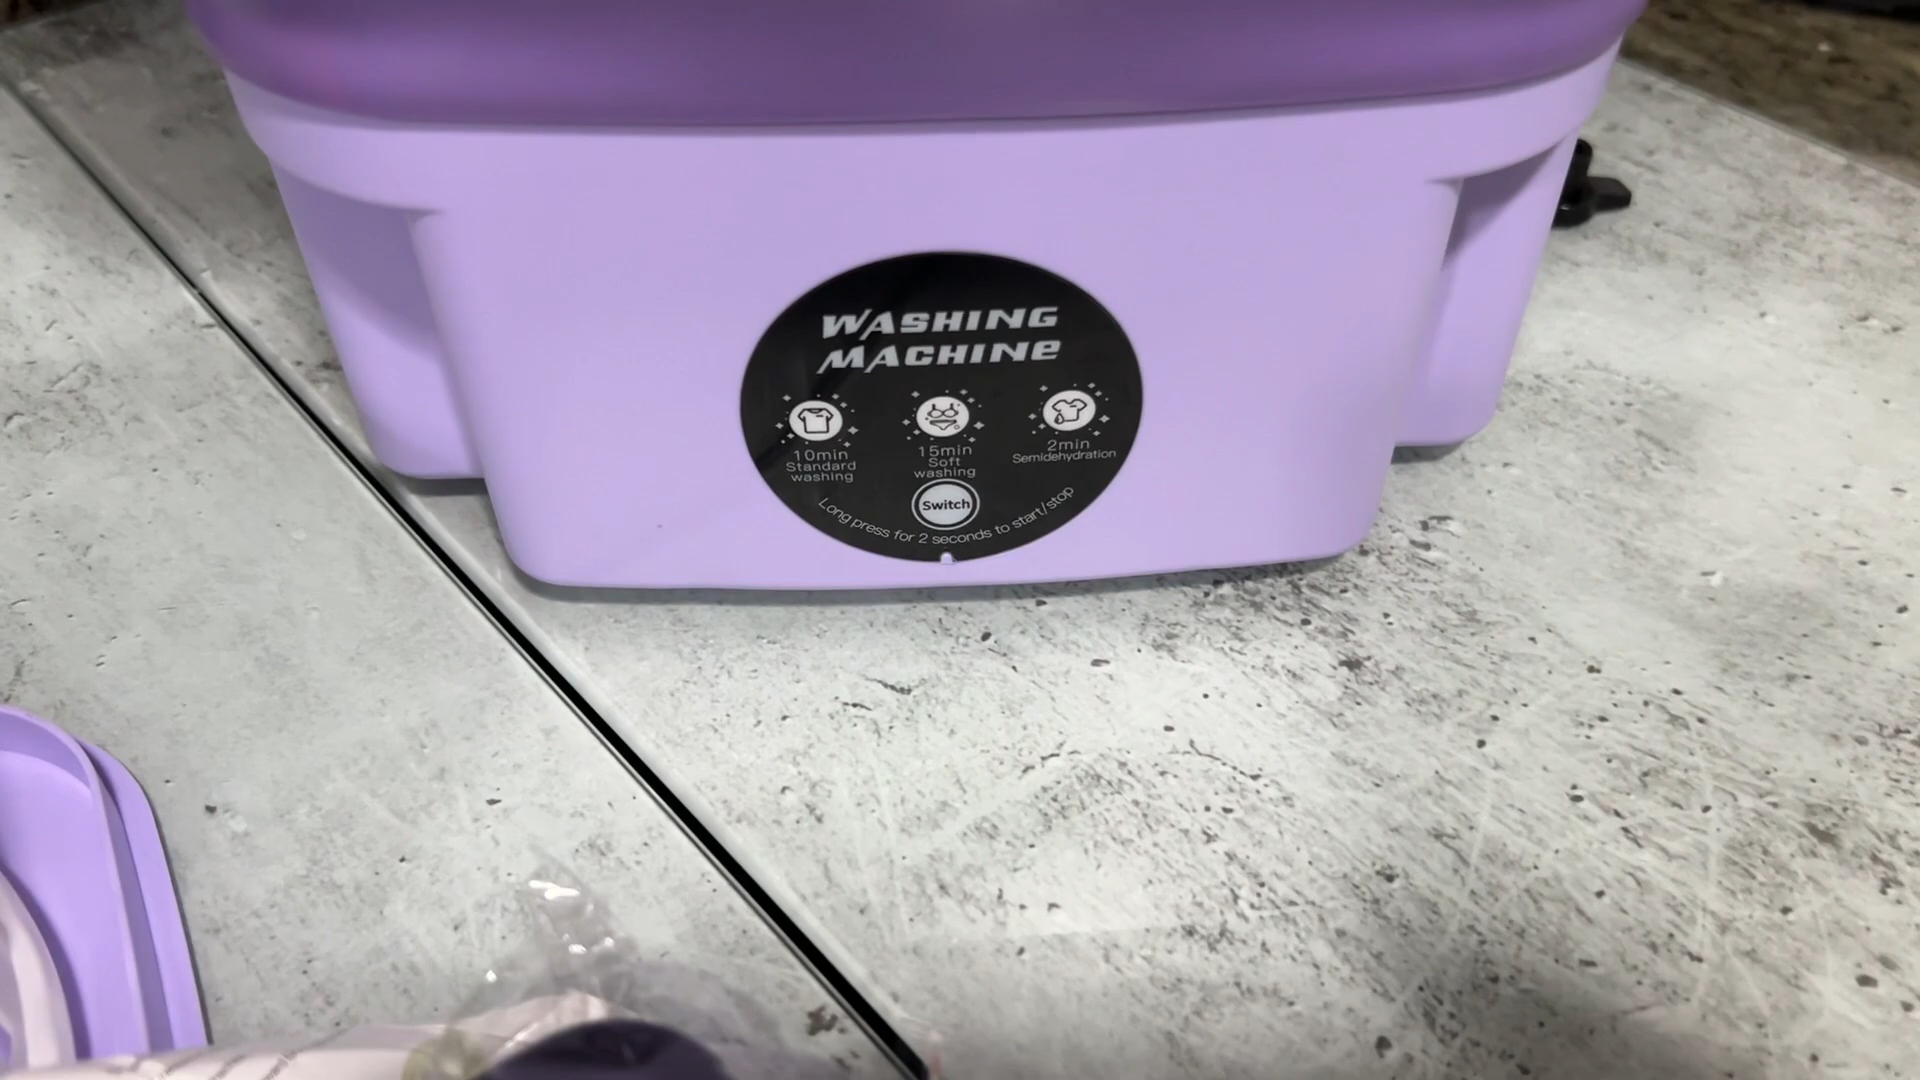 WASHING
MACHINE
10min
Standard
washing
15min
Soft
washing
2min
Semidehydration
Switch
Long press for 2 seconds to start/stop